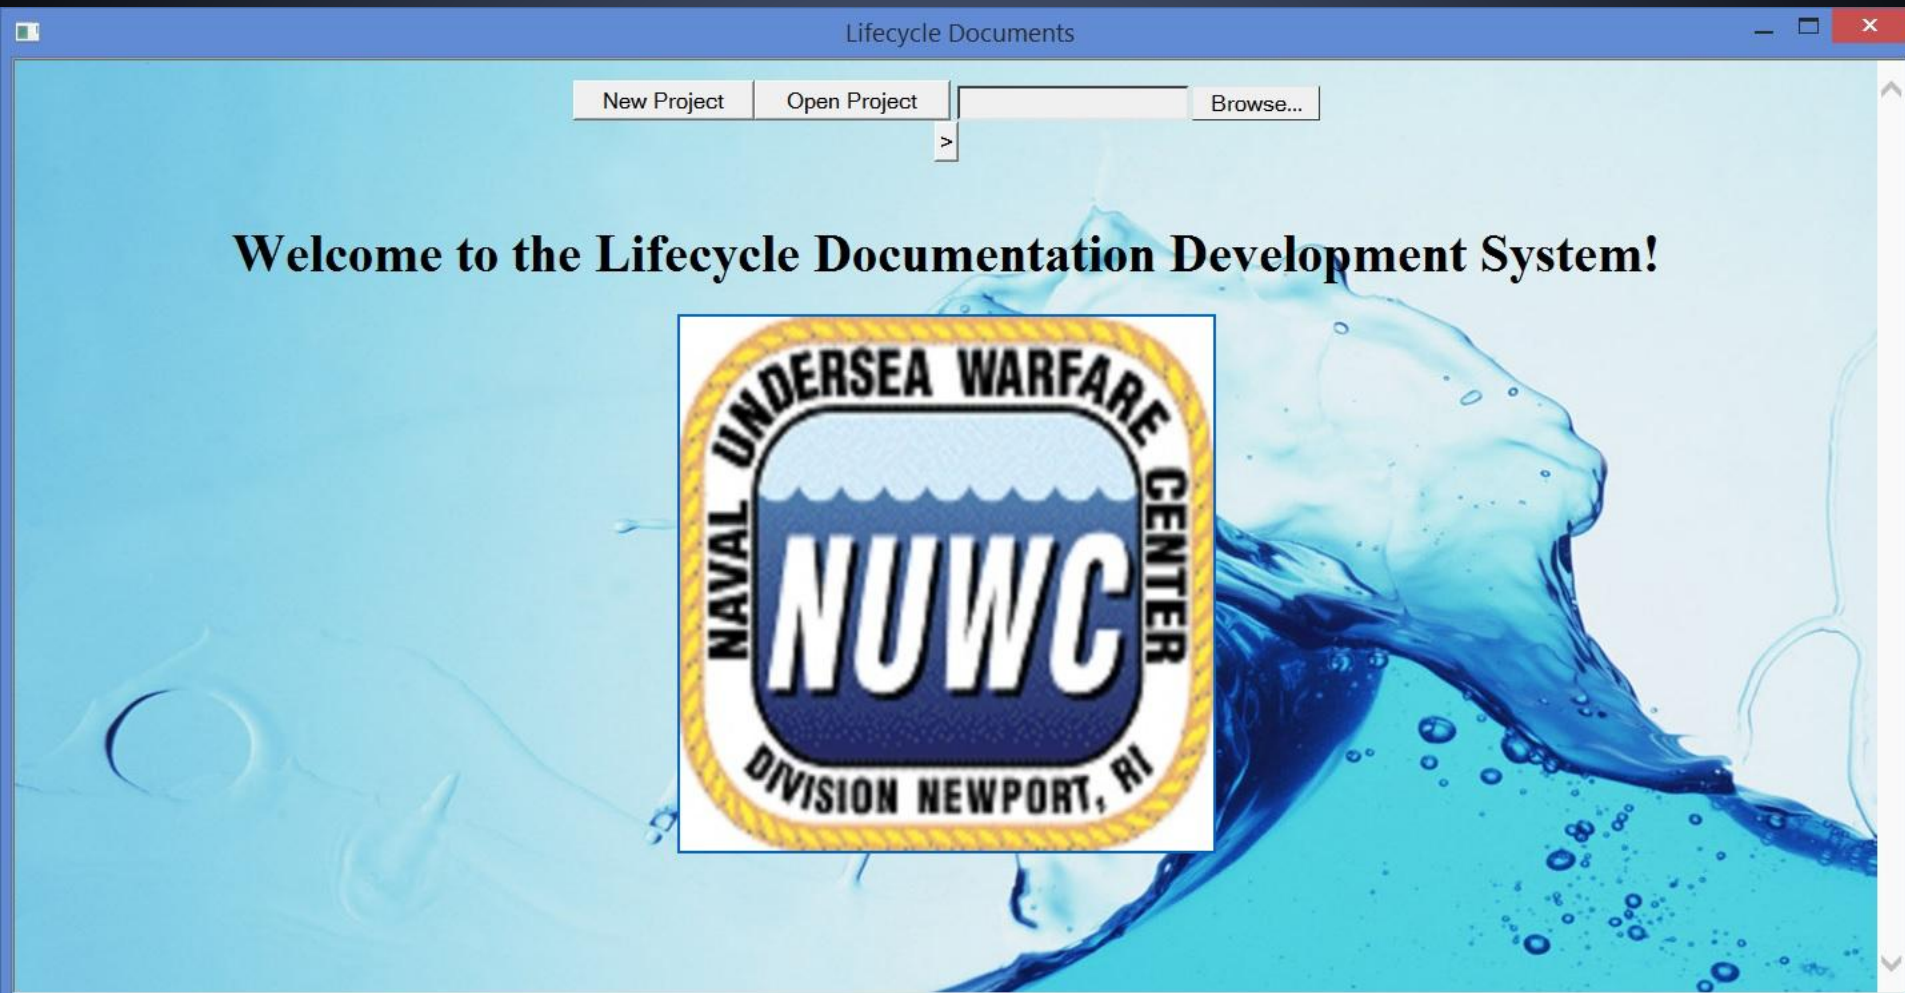 Lifecycle Documents
New Project Open Project Browse...
>
Welcome to the Lifecycle Documentation Development System!
NAVAL UNDERSEA WARFARE CENTER
NUWC
DIVISION NEWPORT, RI